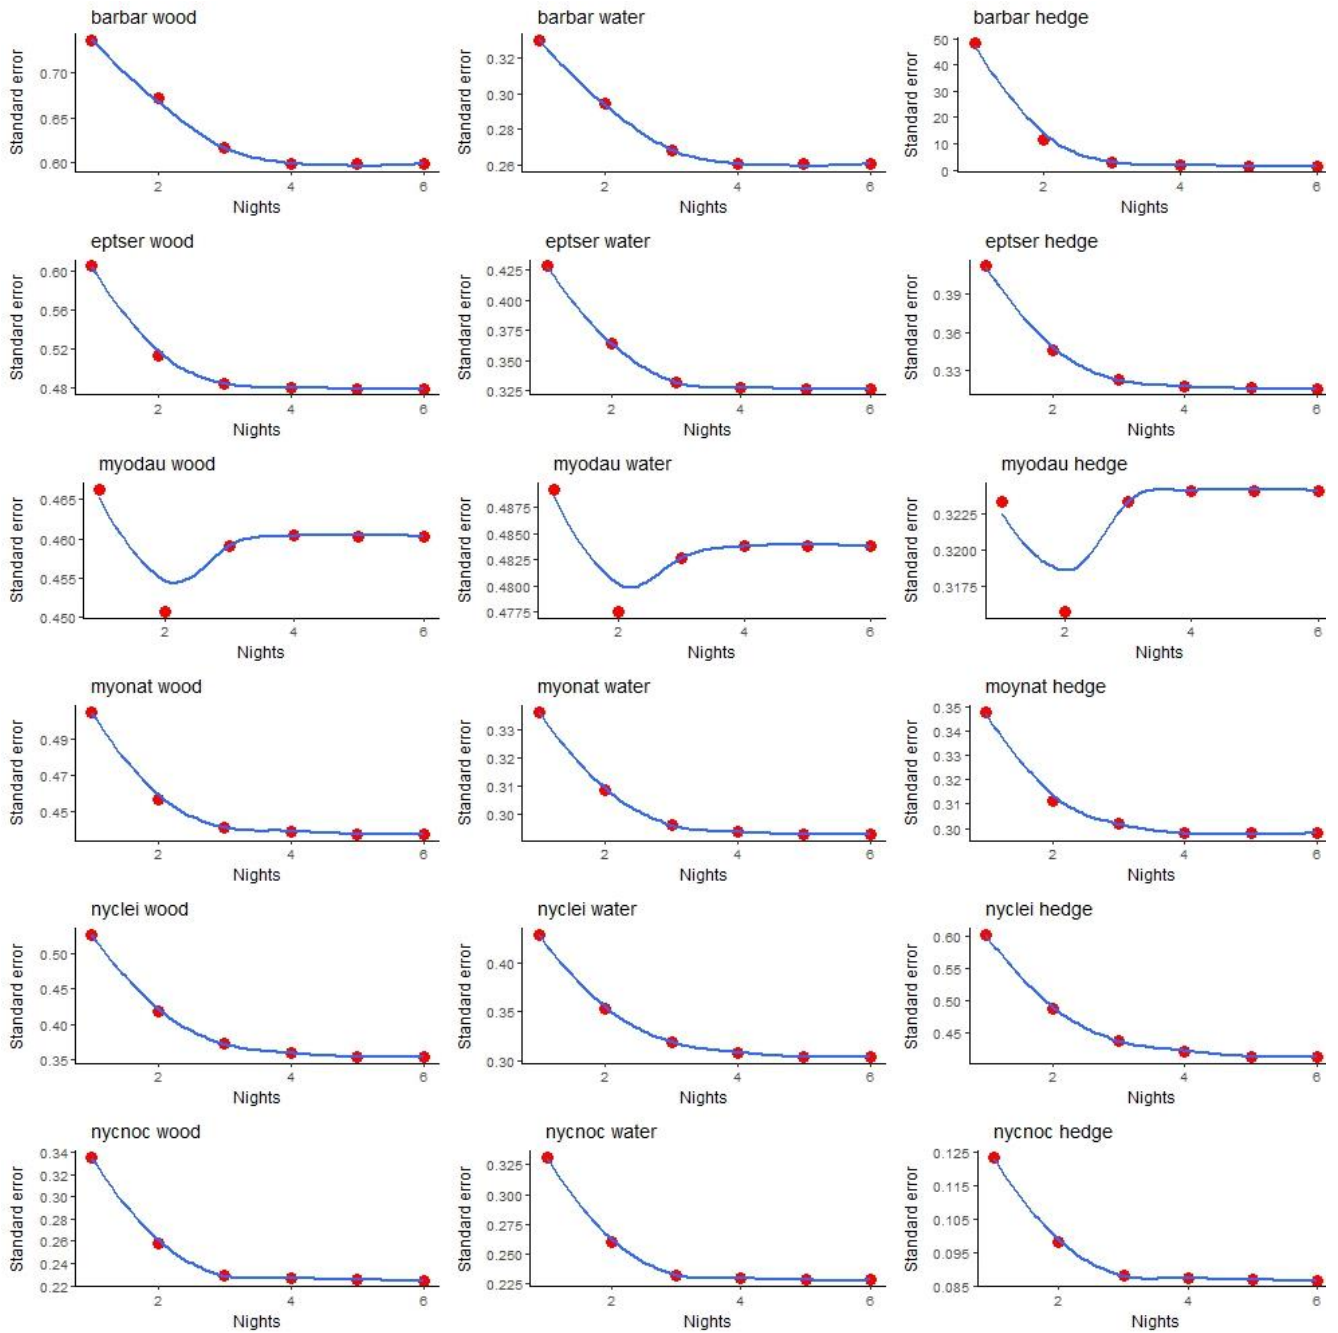 barbar wood
Standard error
0.70
0.65
0.60
2
4
6
Nights
barbar water
Standard error
0.32
0.30
0.28
0.26
2
4
6
Nights
barbar hedge
Standard error
50
40
30
20
10
0
2
4
6
Nights
eptser wood
Standard error
0.60
0.56
0.52
0.48
2
4
6
Nights
eptser water
Standard error
0.425
0.400
0.375
0.350
0.325
2
4
6
Nights
eptser hedge
Standard error
0.39
0.36
0.33
2
4
6
Nights
myodau wood
Standard error
0.465
0.460
0.455
0.450
2
4
6
Nights
myodau water
Standard error
0.4875
0.4850
0.4825
0.4800
0.4775
2
4
6
Nights
myodau hedge
Standard error
0.3225
0.3200
0.3175
2
4
6
Nights
myonat wood
Standard error
0.49
0.47
0.45
2
4
6
Nights
myonat water
Standard error
0.33
0.32
0.31
0.30
2
4
6
Nights
moynat hedge
Standard error
0.35
0.34
0.33
0.32
0.31
0.30
2
4
6
Nights
nyclei wood
Standard error
0.50
0.45
0.40
0.35
2
4
6
Nights
nyclei water
Standard error
0.40
0.35
0.30
2
4
6
Nights
nyclei hedge
Standard error
0.60
0.55
0.50
0.45
2
4
6
Nights
nycnoc wood
Standard error
0.34
0.32
0.30
0.28
0.26
0.24
0.22
2
4
6
Nights
nycnoc water
Standard error
0.325
0.300
0.275
0.250
0.225
2
4
6
Nights
nycnoc hedge
Standard error
0.125
0.115
0.105
0.095
0.085
2
4
6
Nights